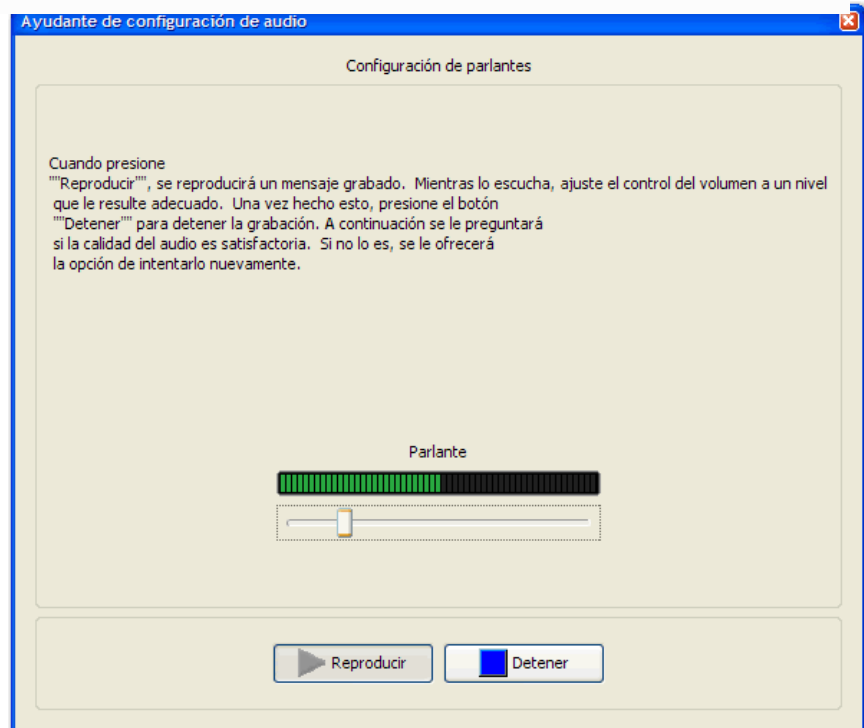 Ayudante de configuración de audio
Configuración de parlantes
Cuando presione
""Reproducir"", se reproducirá un mensaje grabado.  Mientras lo escucha, ajuste el control del volumen a un nivel
que le resulte adecuado.  Una vez hecho esto, presione el botón
""Detener"" para detener la grabación. A continuación se le preguntará
si la calidad del audio es satisfactoria.  Si no lo es, se le ofrecerá
la opción de intentarlo nuevamente.
Parlante
Reproducir
Detener